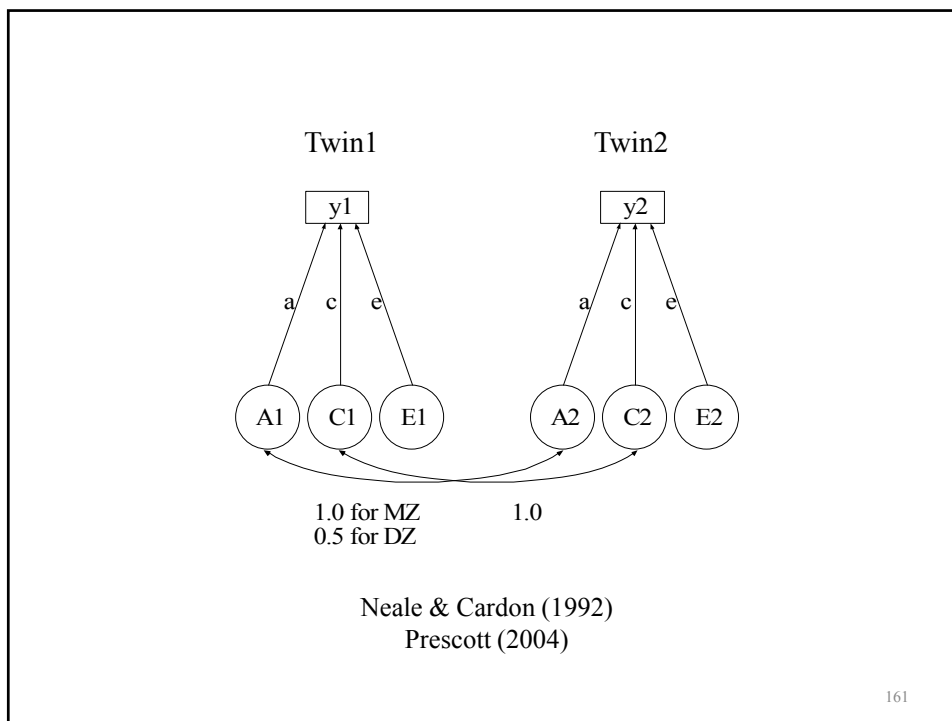 Twin1 Twin2
y1 y2
a c e a c e
A1 C1 E1 A2 C2 E2
1.0 for MZ 1.0
0.5 for DZ
Neale & Cardon (1992)
Prescott (2004)
161